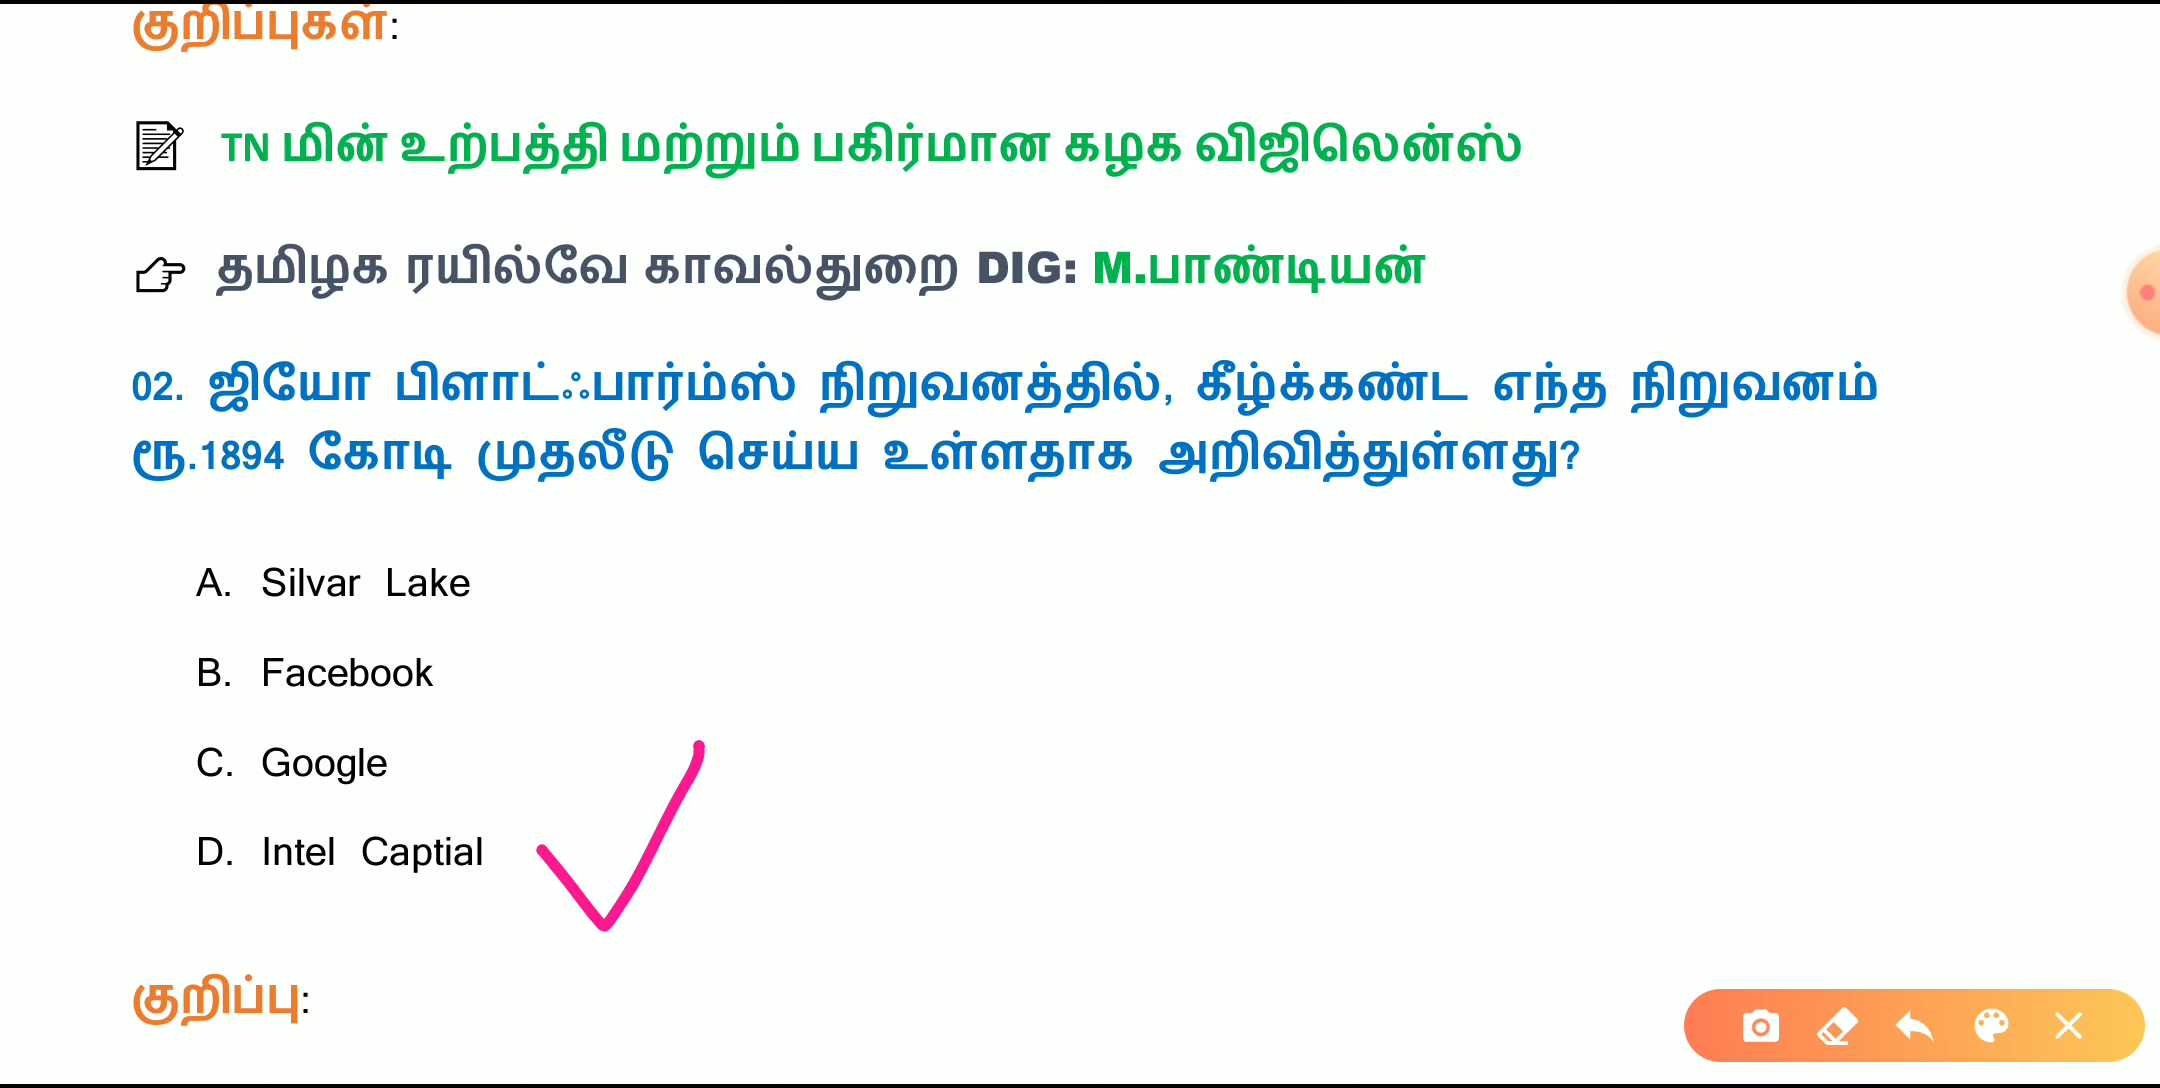 குறிப்புகள்:
TN மின் உற்பத்தி மற்றும் பகிர்மான கழக விஜிலென்ஸ்
தமிழக ரயில்வே காவல்துறை DIG: M.பாண்டியன்
02. ஜியோ பிளாட்ஃபார்ம்ஸ் நிறுவனத்தில், கீழ்க்கண்ட எந்த நிறுவனம்
ரூ.1894 கோடி முதலீடு செய்ய உள்ளதாக அறிவித்துள்ளது?
A. Silvar Lake
B. Facebook
C. Google
D. Intel Captial
குறிப்பு: